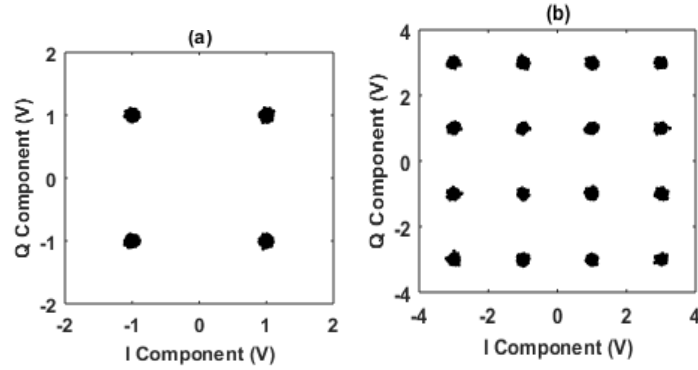 (a)
2
1
0
-1
-2
-2 -1 0 1 2
Q Component (V)
I Component (V)
(b)
4
2
0
-2
-4
-4 -2 0 2 4
Q Component (V)
I Component (V)